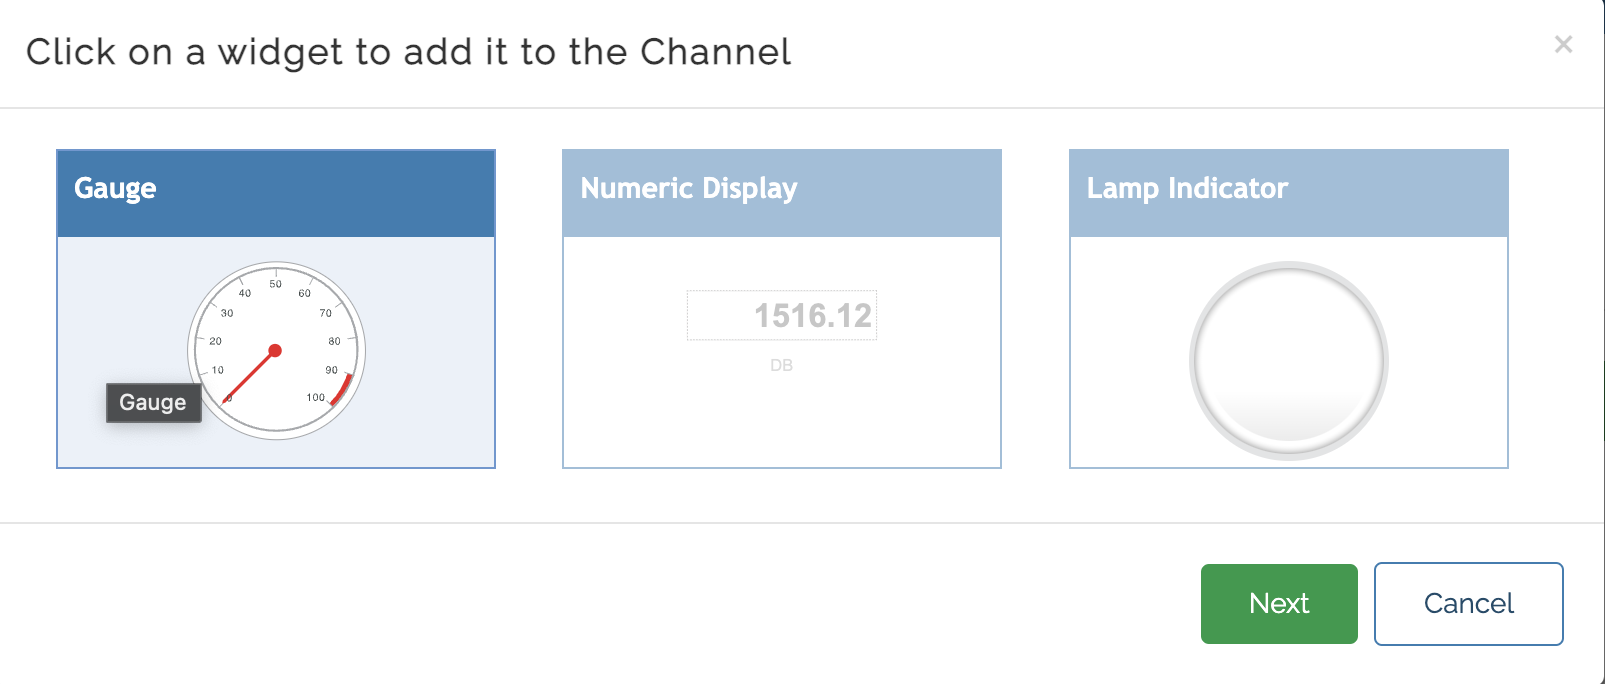 Click on a widget to add it to the Channel
×
Gauge
Numeric Display
Lamp Indicator
0
10
20
30
40
50
60
70
80
90
100
Gauge
1516.12
DB
Next
Cancel